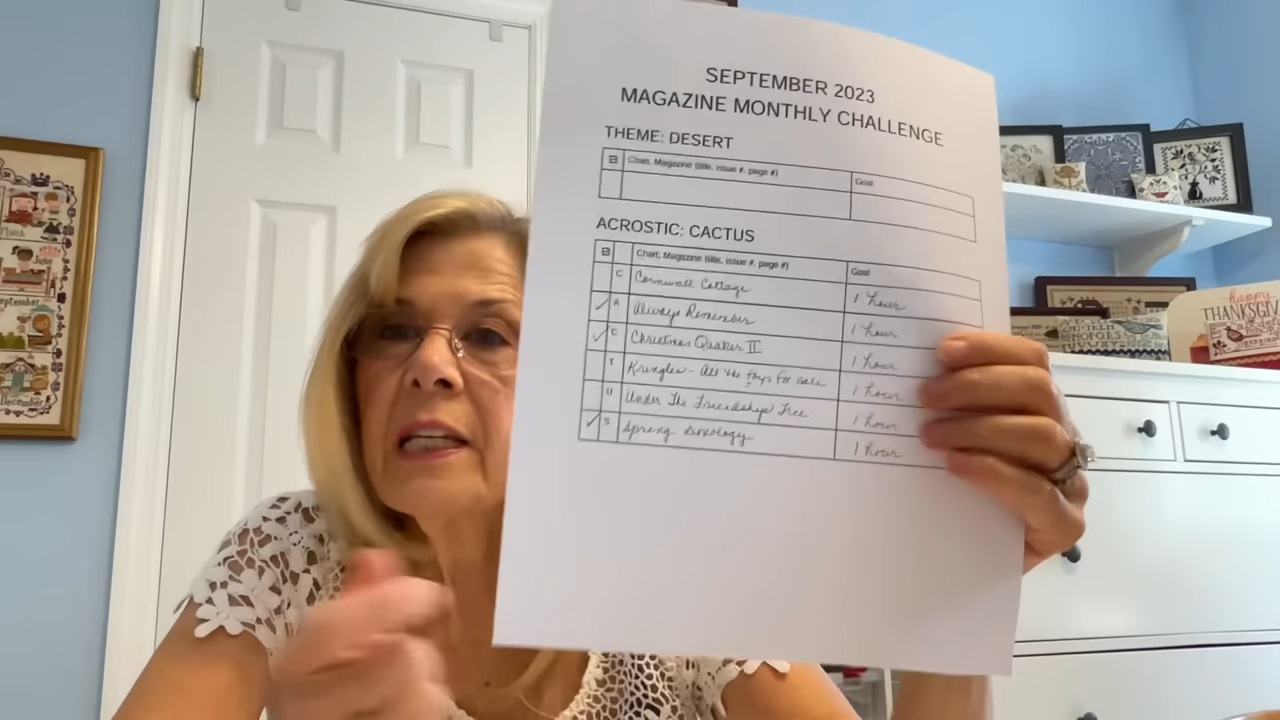 SEPTEMBER 2023
MAGAZINE MONTHLY CHALLENGE
THEME: DESERT
Chart, Magazine (title, issue #, page #) Goal
ACROSTIC: CACTUS
Chart, Magazine (title, issue #, page #) Goal
C Cornwall Cottage 1 hour
✓ A Always Remember 1 hour
✓ C Christmas Quaker II 1 hour
T Kringles - All the toys for sale 1 hour
U Under The Friendship Tree 1 hour
✓ S Spring Doxology 1 hour
happy
THANKSGIV
September